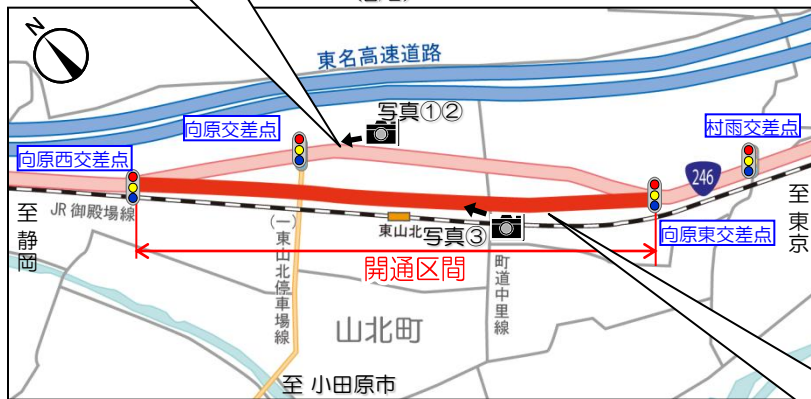 N
東名高速道路
写真①②
向原交差点
村雨交差点
向原西交差点
246
JR 御殿場線
至 静岡
(一)東山北停車場線
東山北
写真③
向原東交差点
至 東京
開通区間
町道中里線
山北町
至 小田原市